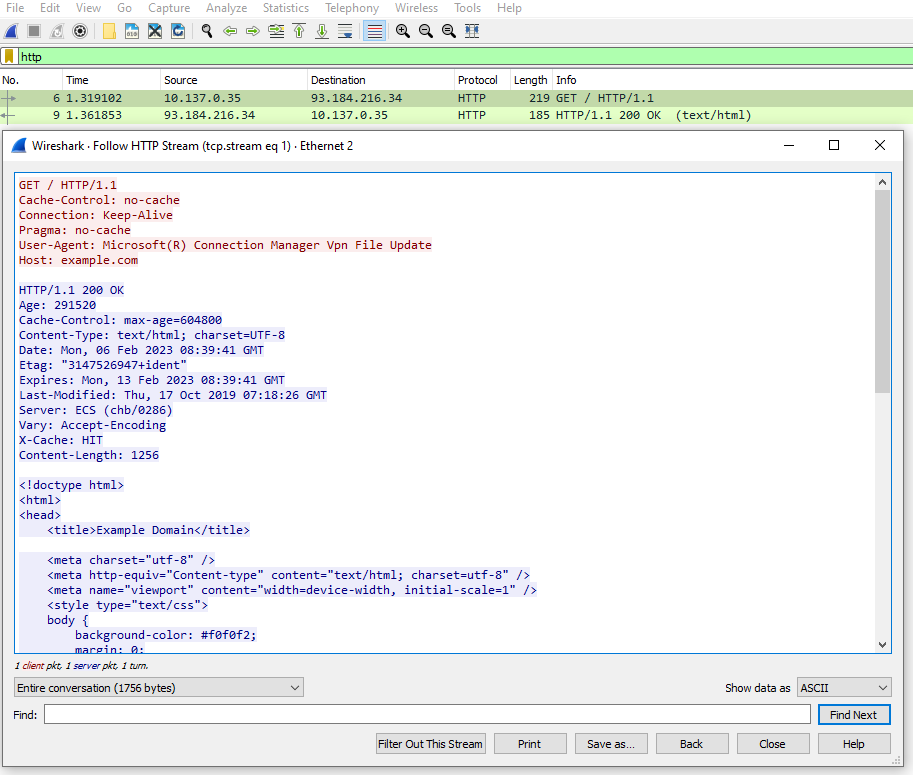 File Edit View Go Capture Analyze Statistics Telephony Wireless Tools Help
http
No. Time Source Destination Protocol Length Info
6 1.319102 10.137.0.35 93.184.216.34 HTTP 219 GET / HTTP/1.1
9 1.361853 93.184.216.34 10.137.0.35 HTTP 185 HTTP/1.1 200 OK (text/html)
Wireshark · Follow HTTP Stream (tcp.stream eq 1) · Ethernet 2
GET / HTTP/1.1
Cache-Control: no-cache
Connection: Keep-Alive
Pragma: no-cache
User-Agent: Microsoft(R) Connection Manager Vpn File Update
Host: example.com
HTTP/1.1 200 OK
Age: 291520
Cache-Control: max-age=604800
Content-Type: text/html; charset=UTF-8
Date: Mon, 06 Feb 2023 08:39:41 GMT
Etag: "3147526947+ident"
Expires: Mon, 13 Feb 2023 08:39:41 GMT
Last-Modified: Thu, 17 Oct 2019 07:18:26 GMT
Server: ECS (chb/0286)
Vary: Accept-Encoding
X-Cache: HIT
Content-Length: 1256
<!doctype html>
<html>
<head>
    <title>Example Domain</title>
    <meta charset="utf-8" />
    <meta http-equiv="Content-type" content="text/html; charset=utf-8" />
    <meta name="viewport" content="width=device-width, initial-scale=1" />
    <style type="text/css">
    body {
        background-color: #f0f0f2;
        margin: 0;
1 client pkt, 1 server pkt, 1 turn.
Entire conversation (1756 bytes) Show data as ASCII
Find: Find Next
Filter Out This Stream Print Save as... Back Close Help